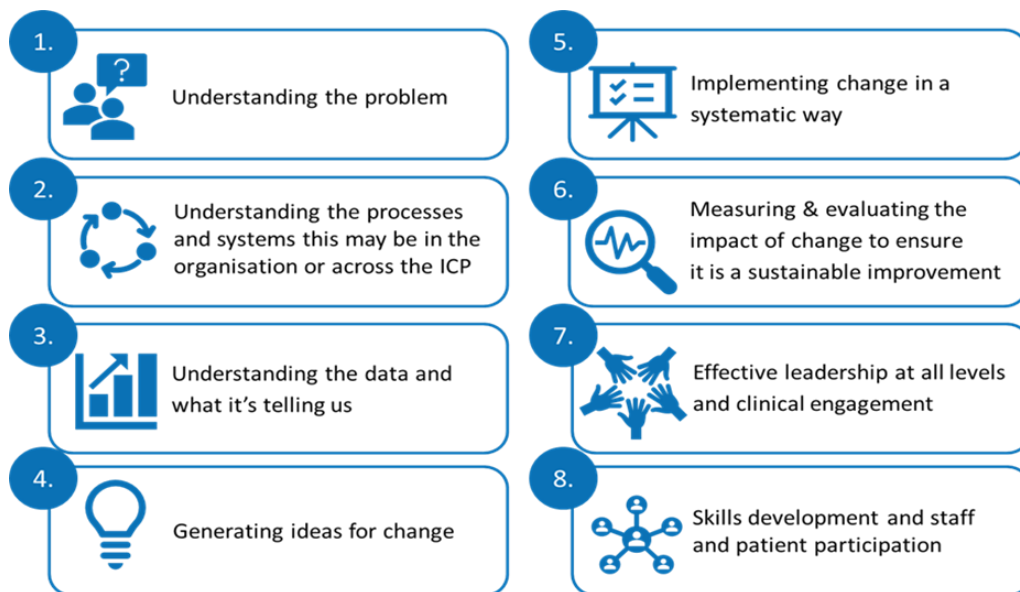 1.
?
Understanding the problem
2.
Understanding the processes
and systems this may be in the
organisation or across the ICP
3.
Understanding the data and
what it’s telling us
4.
Generating ideas for change
5.
Implementing change in a
systematic way
6.
Measuring & evaluating the
impact of change to ensure
it is a sustainable improvement
7.
Effective leadership at all levels
and clinical engagement
8.
Skills development and staff
and patient participation